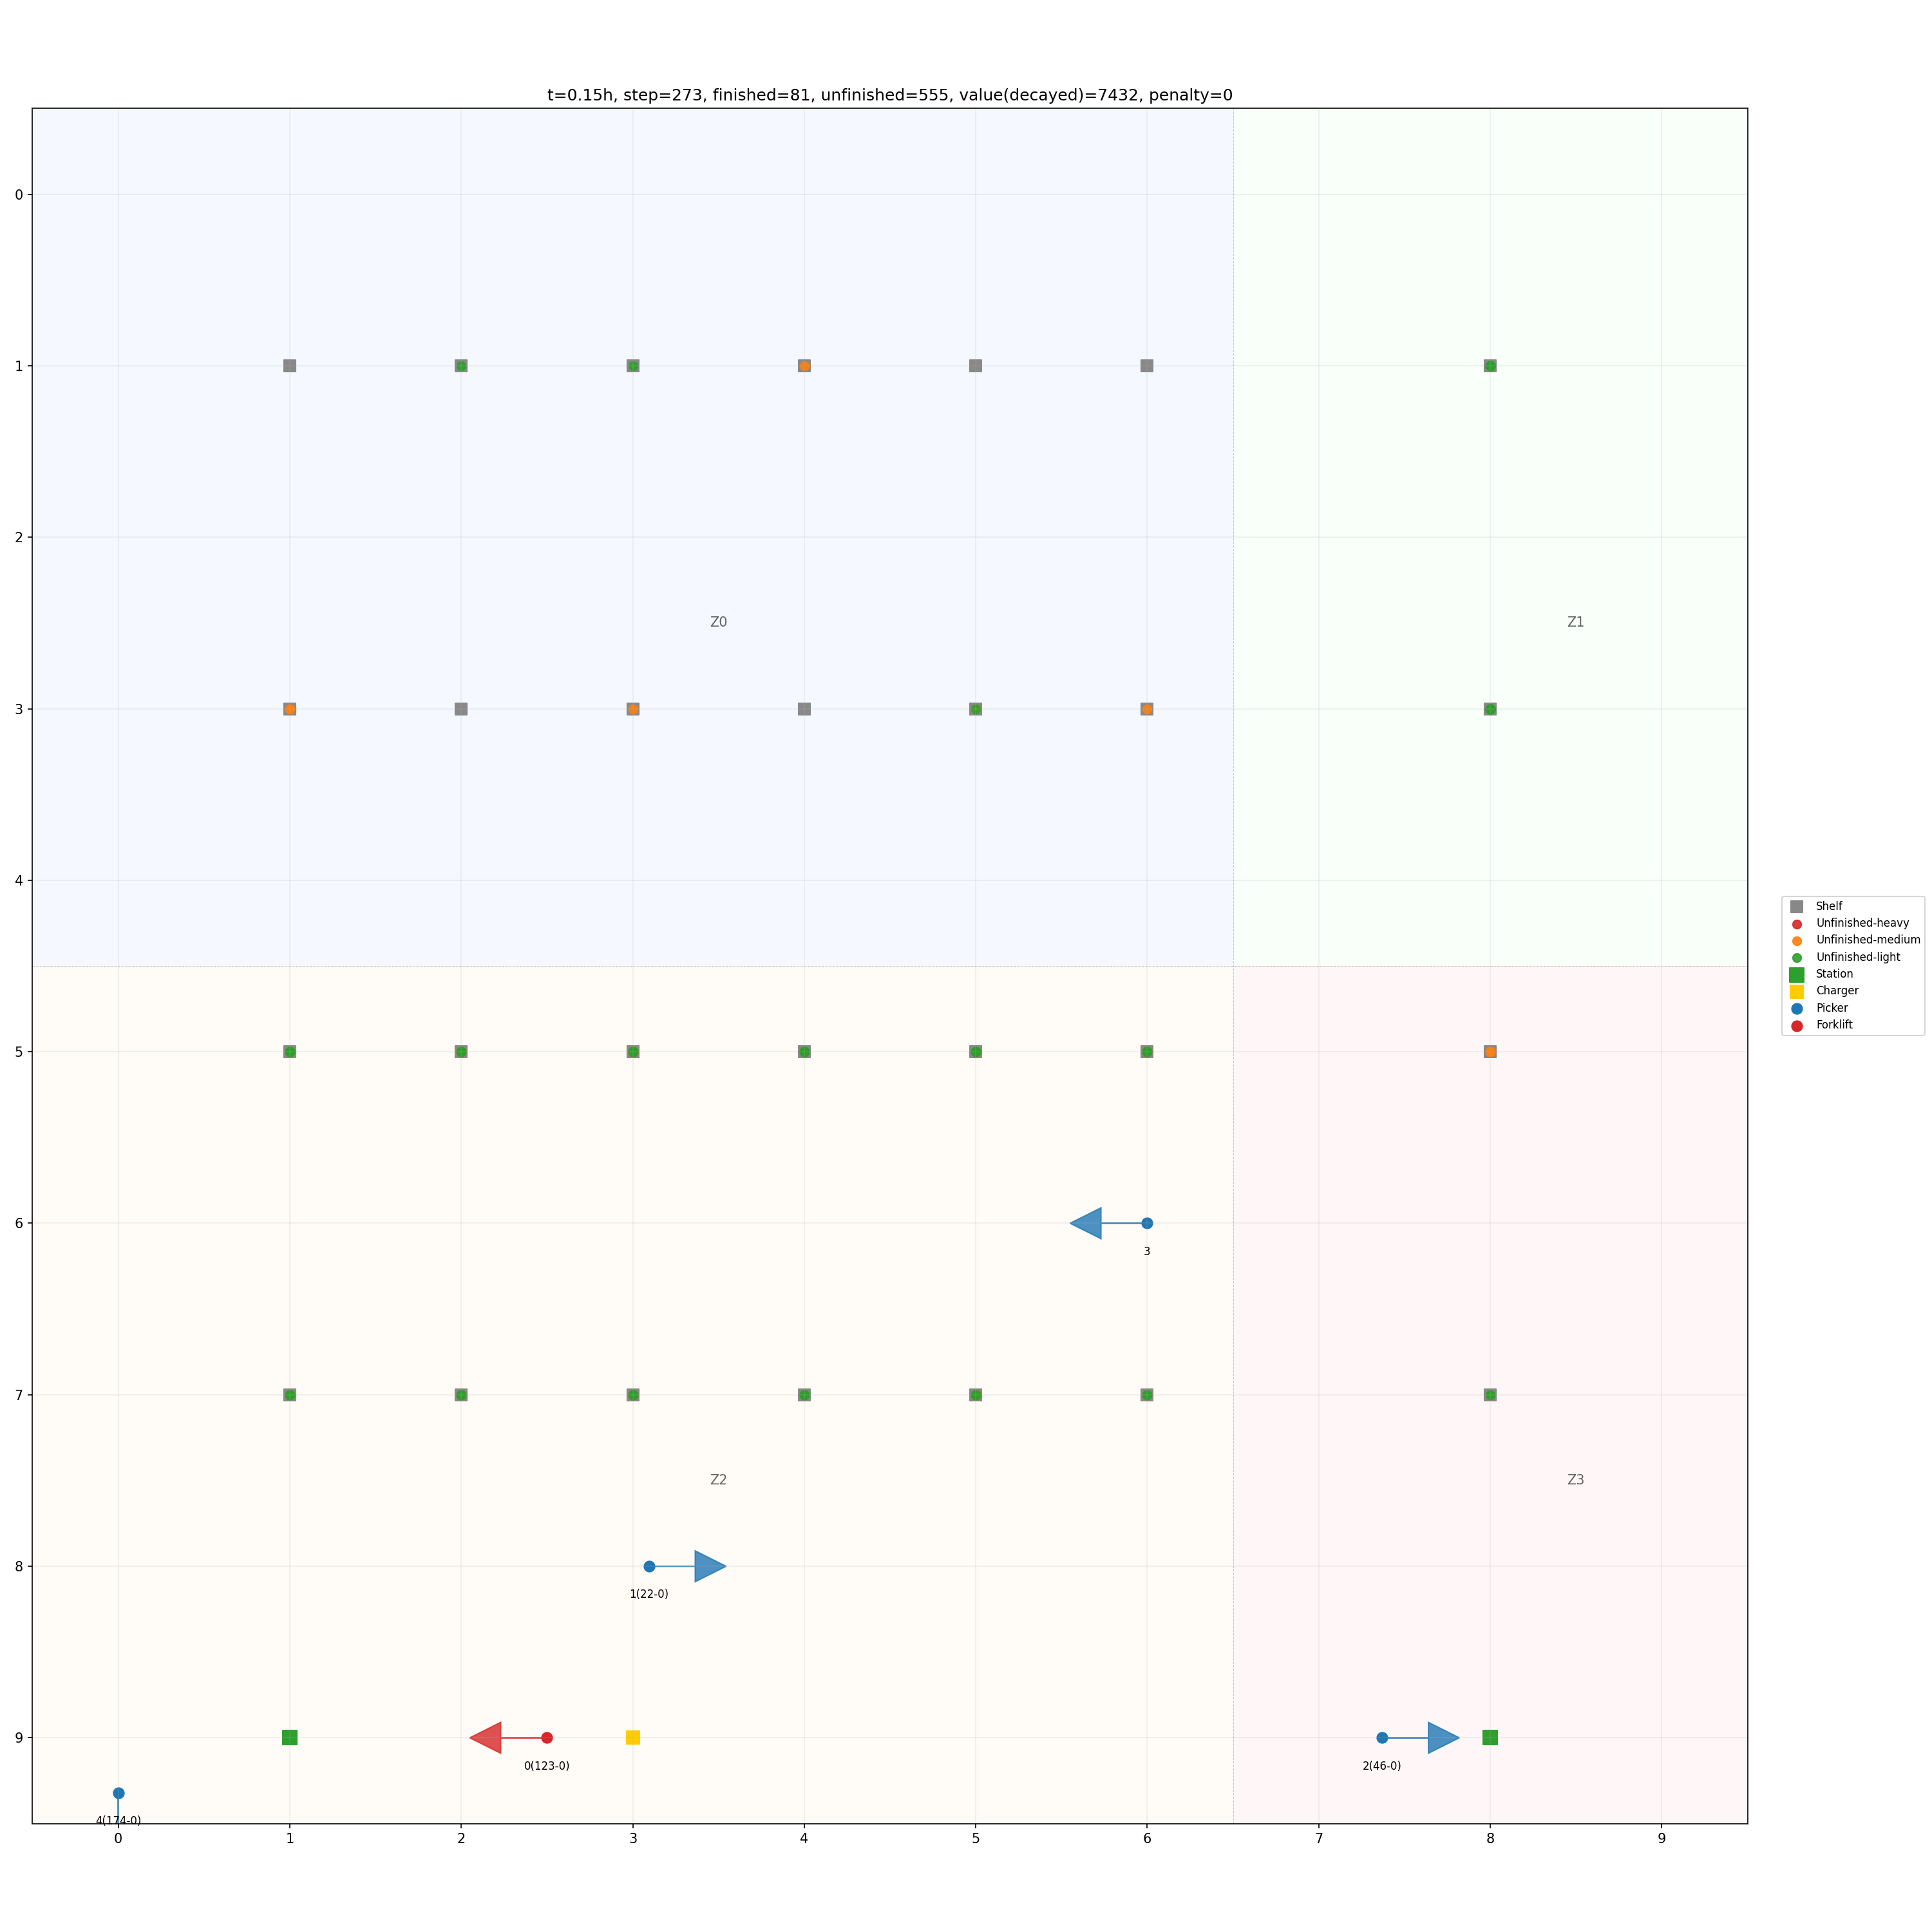 t=0.15h, step=273, finished=81, unfinished=555, value(decayed)=7432, penalty=0
0
1
2
Z0
Z1
3
4
Shelf
Unfinished-heavy
Unfinished-medium
Unfinished-light
Station
Charger
Picker
Forklift
5
6
3
7
Z2
Z3
8
1(22-0)
9
0(123-0)
2(46-0)
4(174-0)
0 1 2 3 4 5 6 7 8 9